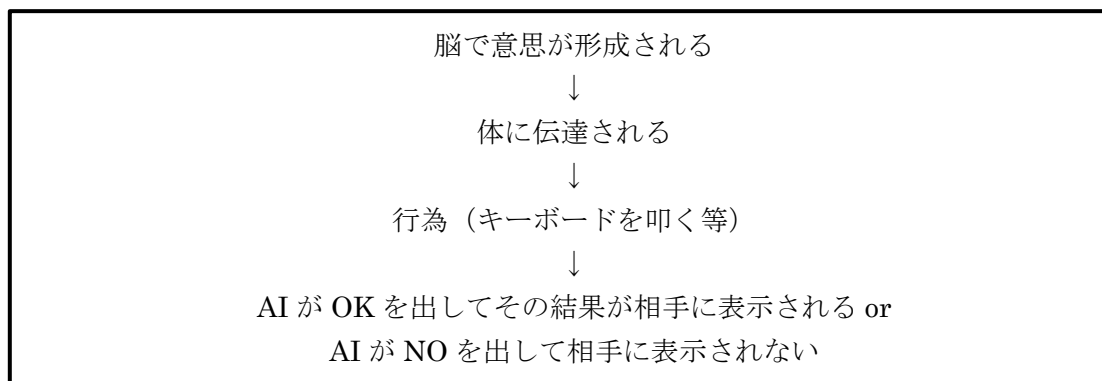 脳で意思が形成される
↓
体に伝達される
↓
行為（キーボードを叩く等）
↓
AI が OK を出してその結果が相手に表示される or
AI が NO を出して相手に表示されない